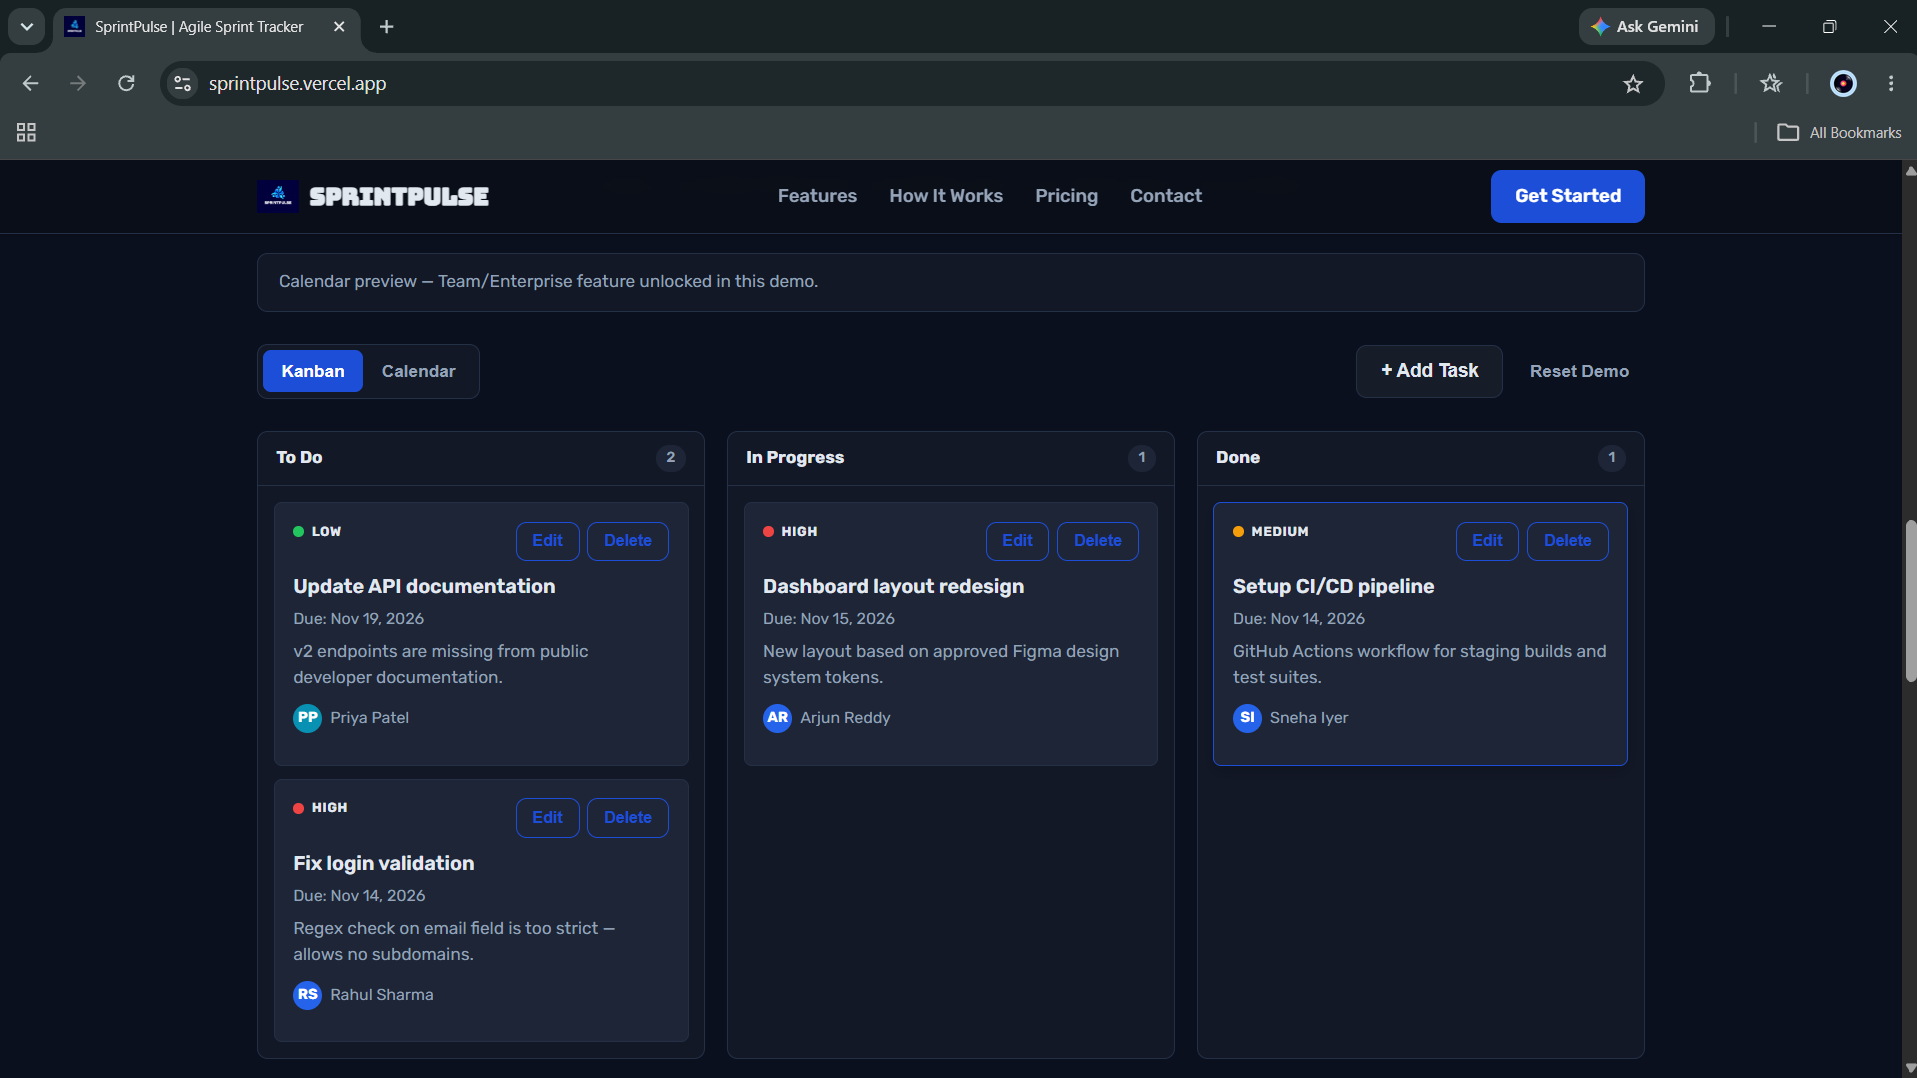 SprintPulse | Agile Sprint Tracker
Ask Gemini
sprintpulse.vercel.app
All Bookmarks
SPRINTPULSE
SPRINTPULSE
Features
How It Works
Pricing
Contact
Get Started
Calendar preview — Team/Enterprise feature unlocked in this demo.
Kanban
Calendar
+ Add Task
Reset Demo
To Do
2
LOW
Edit
Delete
Update API documentation
Due: Nov 19, 2026
v2 endpoints are missing from public
developer documentation.
PP
Priya Patel
HIGH
Edit
Delete
Fix login validation
Due: Nov 14, 2026
Regex check on email field is too strict —
allows no subdomains.
RS
Rahul Sharma
In Progress
1
HIGH
Edit
Delete
Dashboard layout redesign
Due: Nov 15, 2026
New layout based on approved Figma design
system tokens.
AR
Arjun Reddy
Done
1
MEDIUM
Edit
Delete
Setup CI/CD pipeline
Due: Nov 14, 2026
GitHub Actions workflow for staging builds and
test suites.
SI
Sneha Iyer